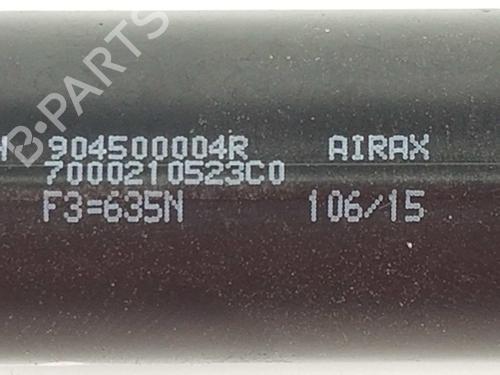 904500004R AIRAX
7000210523C0
F3=635N 106/15
B-PARTS